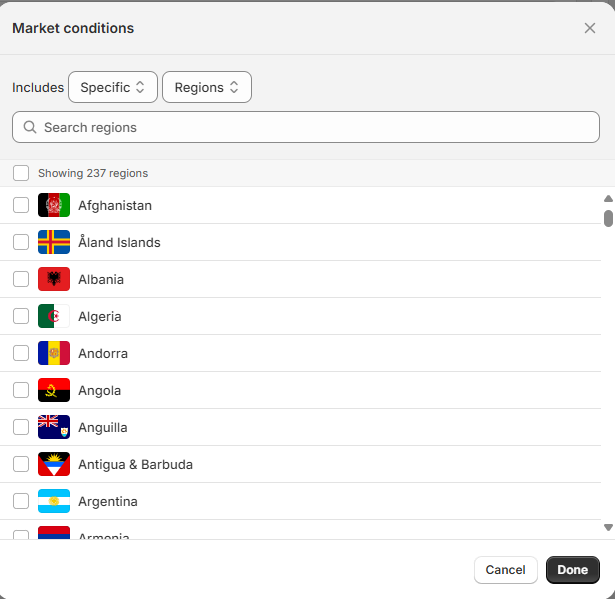 Market conditions
Includes Specific Regions
Search regions
Showing 237 regions
Afghanistan
Åland Islands
Albania
Algeria
Andorra
Angola
Anguilla
Antigua & Barbuda
Argentina
Armenia
Cancel Done